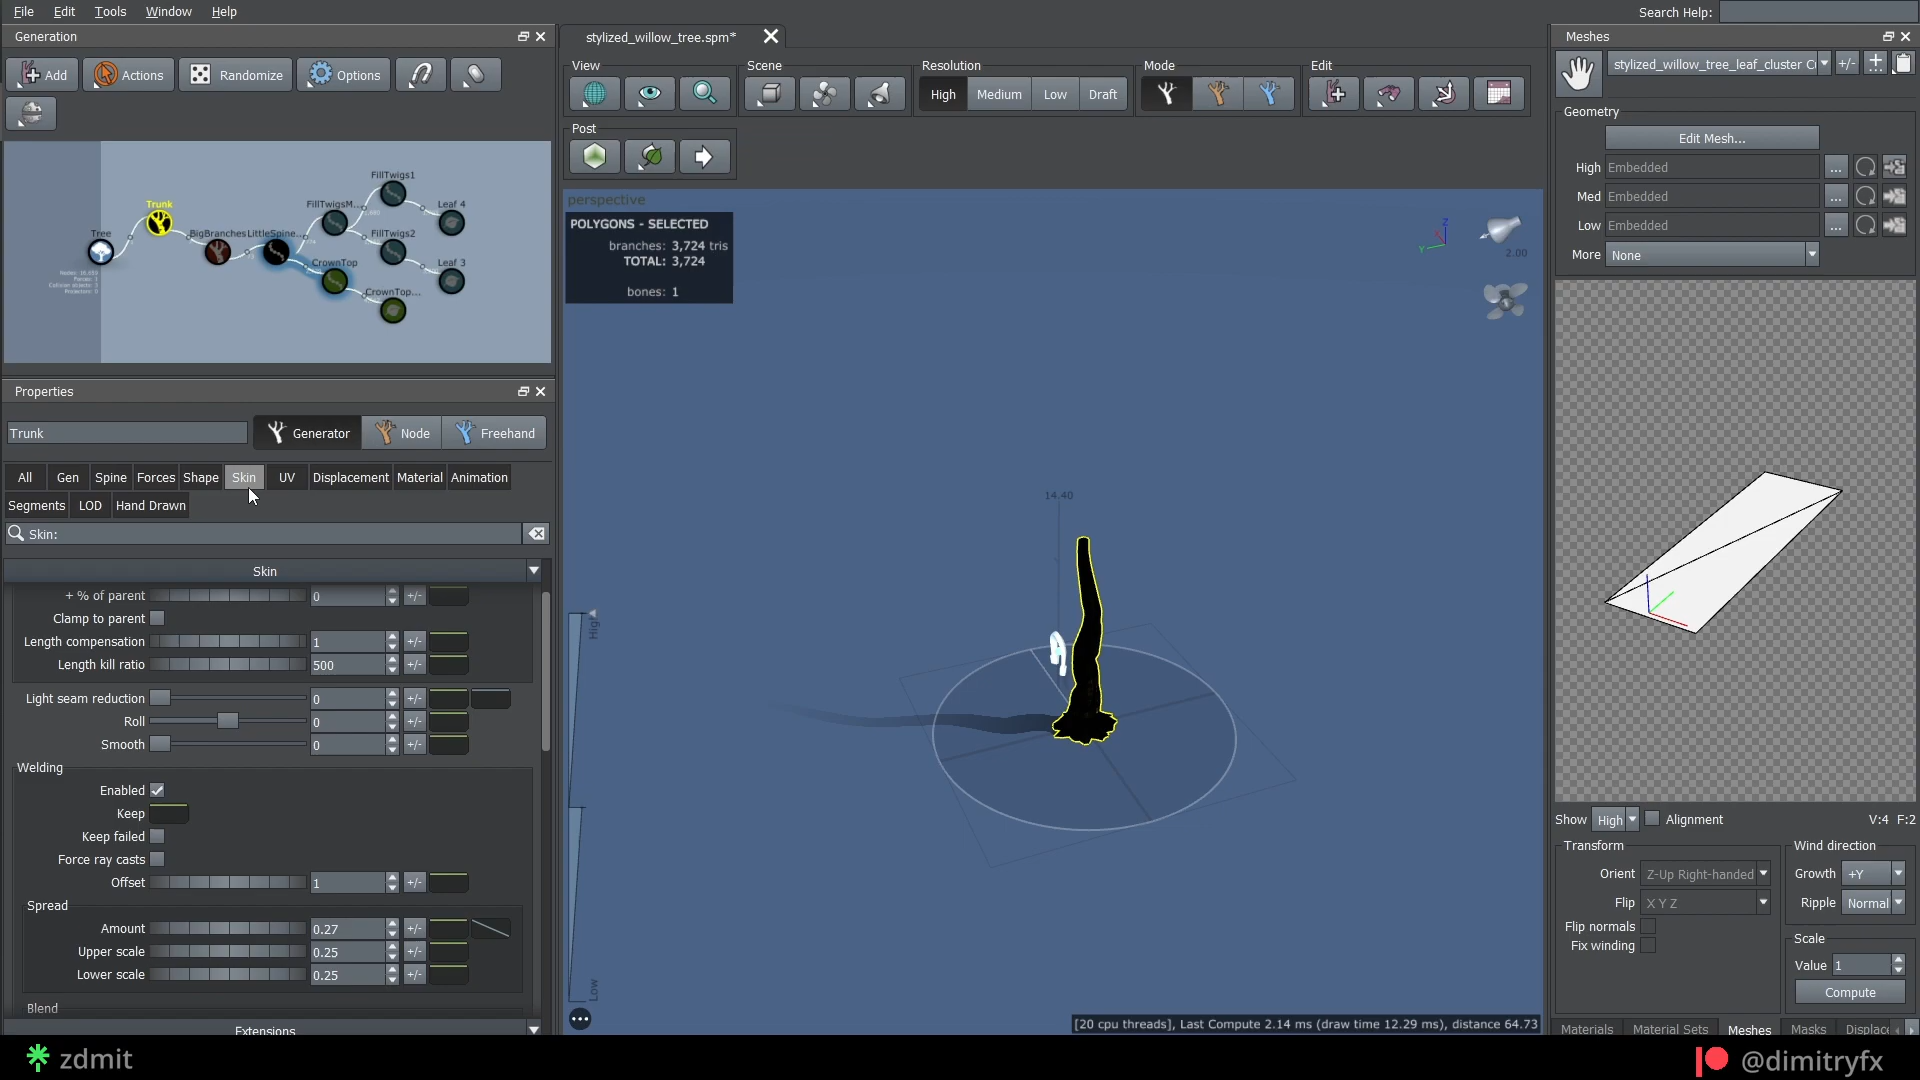 File Edit Tools Window Help
Search Help:
Generation
Add Actions Randomize Options
Tree
Trunk
BigBranches
LittleSpine...
FillTwigsM...
FillTwigs1
Leaf 4
FillTwigs2
Leaf 3
CrownTop
CrownTop...
Properties
Trunk
Generator Node Freehand
All Gen Spine Forces Shape Skin UV Displacement Material Animation
Segments LOD Hand Drawn
Skin:
Skin
+ % of parent 0 +/-
Clamp to parent
Length compensation 1 +/-
Length kill ratio 500 +/-
Light seam reduction 0 +/-
Roll 0 +/-
Smooth 0 +/-
Welding
Enabled
Keep
Keep failed
Force ray casts
Offset 1 +/-
Spread
Amount 0.27 +/-
Upper scale 0.25 +/-
Lower scale 0.25 +/-
Blend
Extensions
stylized_willow_tree.spm*
View Scene Resolution Mode Edit
High Medium Low Draft
Post
perspective
POLYGONS - SELECTED
branches: 3,724 tris
TOTAL: 3,724
bones: 1
Z
Y
2.00
14.40
High
Low
[20 cpu threads], Last Compute 2.14 ms (draw time 12.29 ms), distance 64.73
Meshes
stylized_willow_tree_leaf_cluster +/-
Geometry
Edit Mesh...
High Embedded ...
Med Embedded ...
Low Embedded ...
More None
Show High Alignment V:4 F:2
Transform
Orient Z-Up Right-handed
Flip X Y Z
Flip normals
Fix winding
Wind direction
Growth +Y
Ripple Normal
Scale
Value 1
Compute
Materials Material Sets Meshes Masks Displace
zdmit
@dimitryfx